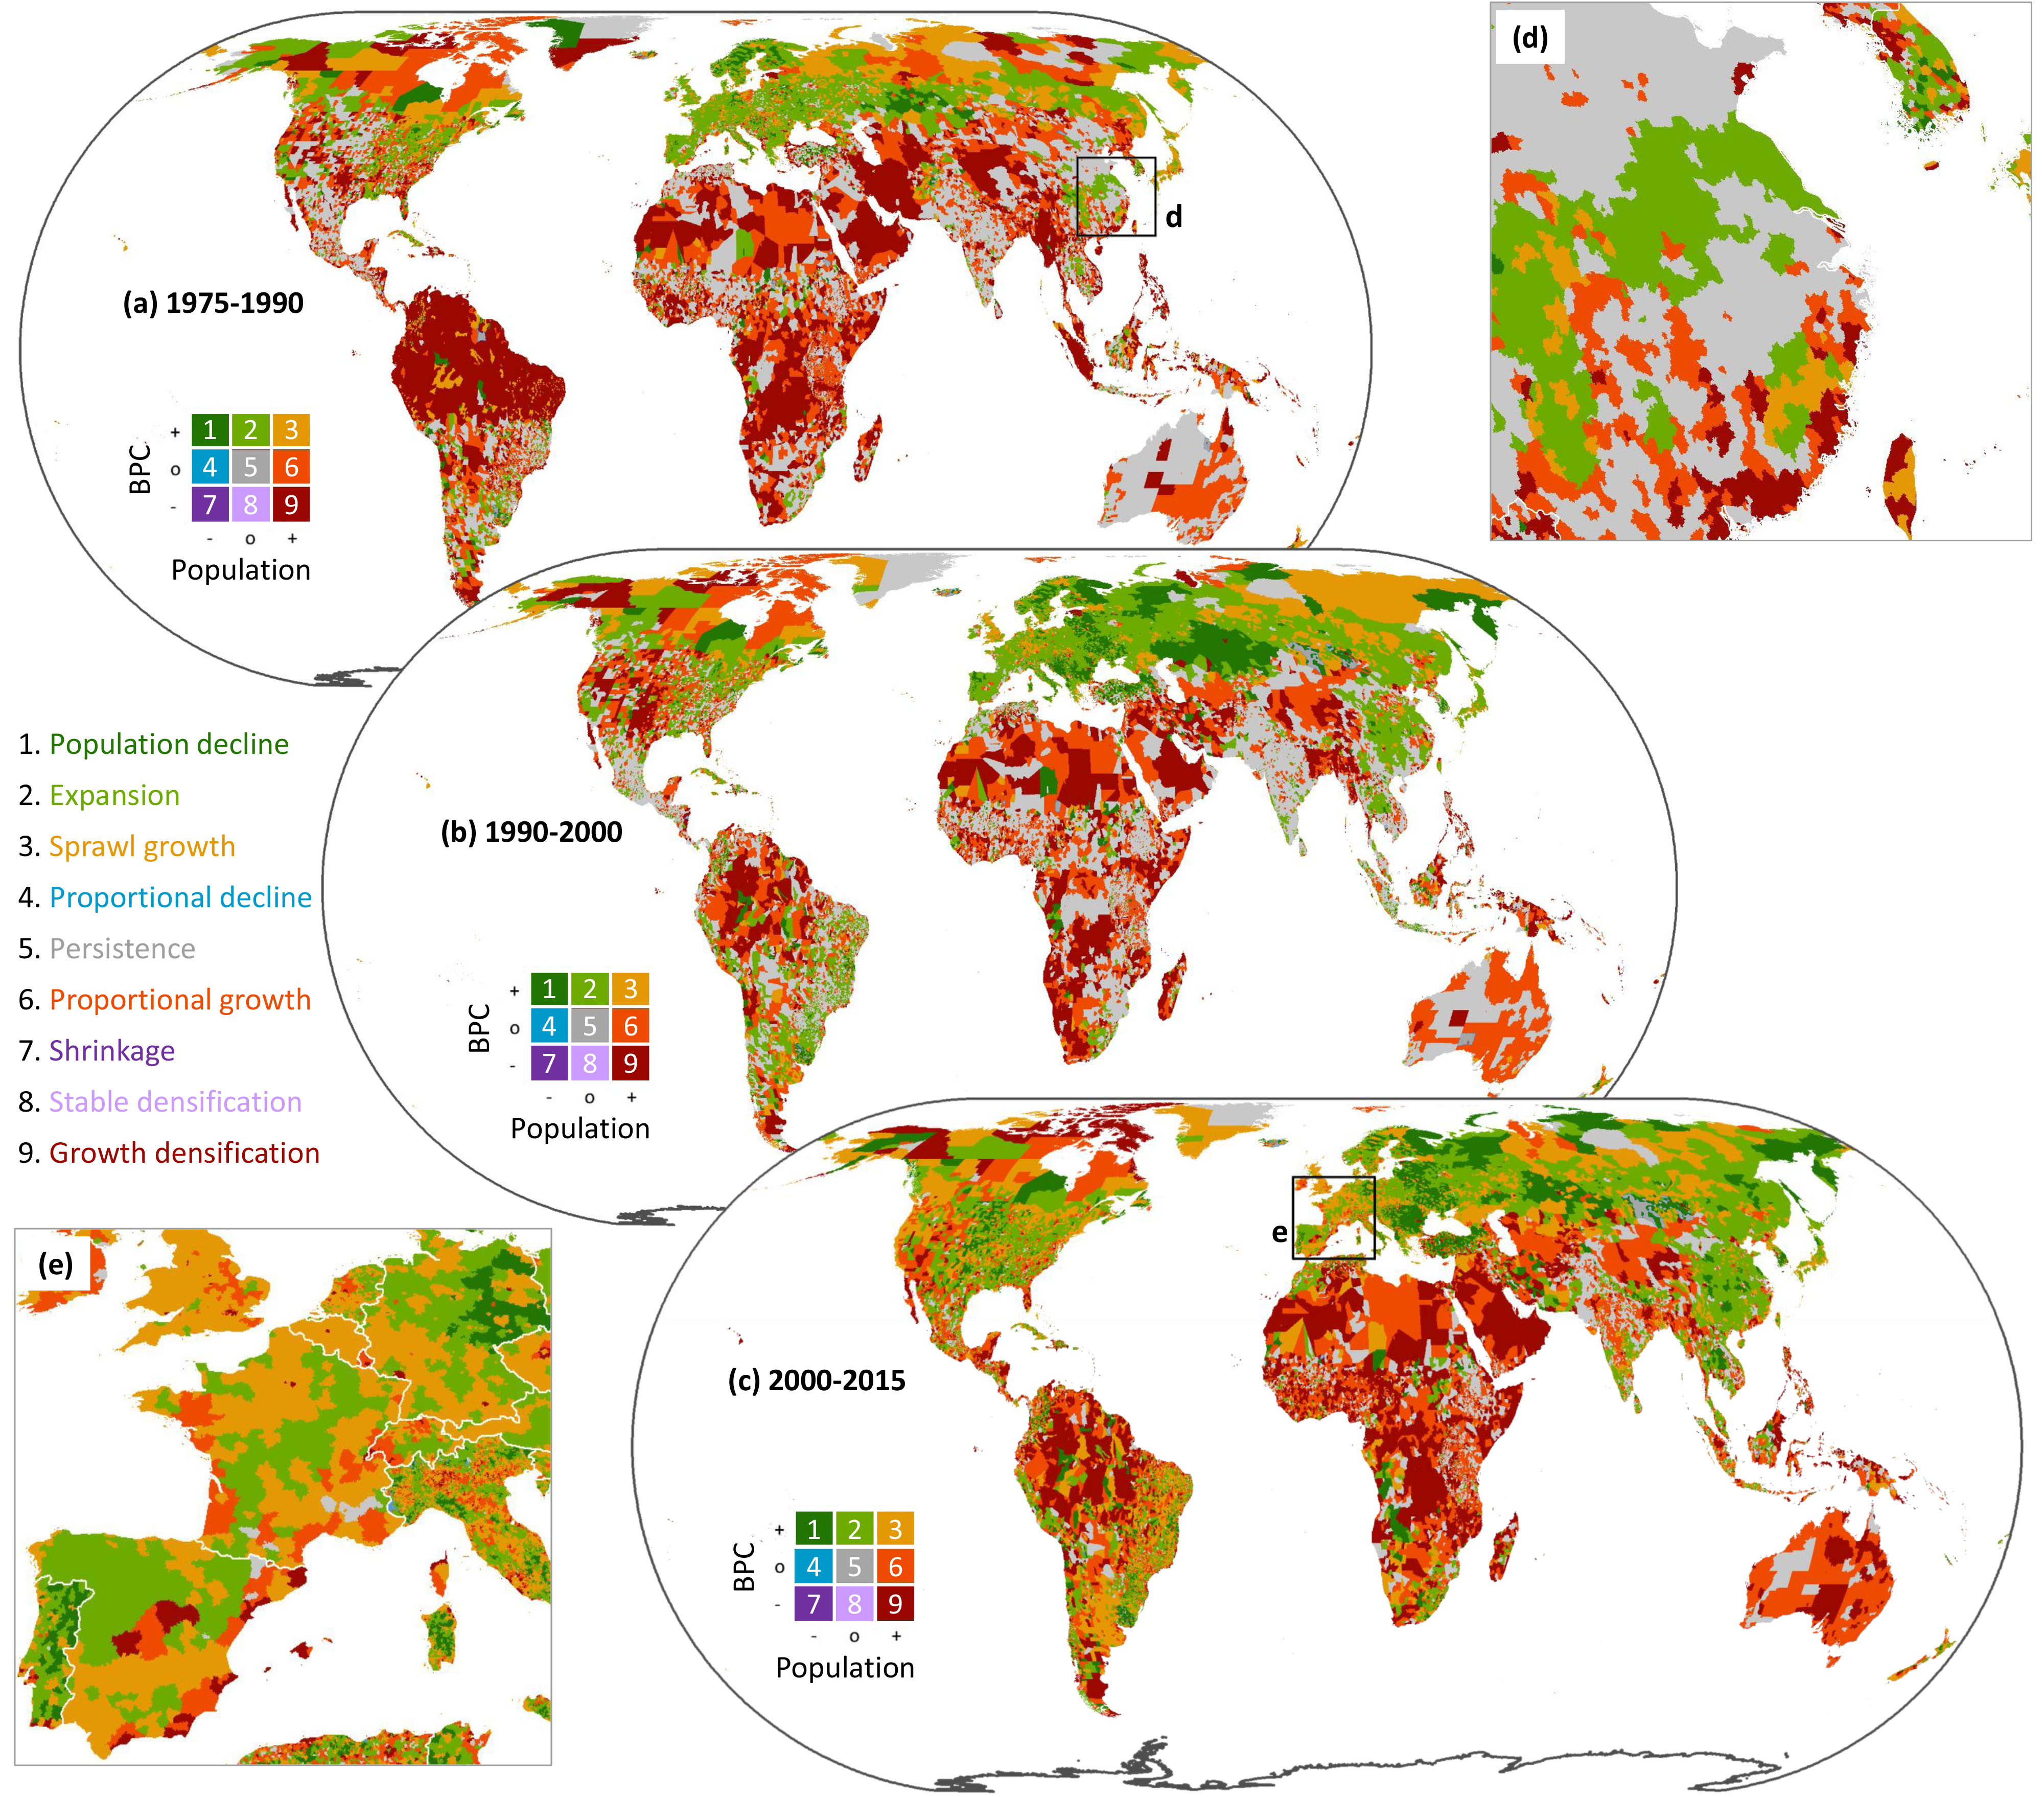 (d)
d
(a) 1975-1990
BPC
+ 1 2 3
o 4 5 6
- 7 8 9
- o +
Population
1. Population decline
2. Expansion
3. Sprawl growth
4. Proportional decline
5. Persistence
6. Proportional growth
7. Shrinkage
8. Stable densification
9. Growth densification
(b) 1990-2000
BPC
+ 1 2 3
o 4 5 6
- 7 8 9
- o +
Population
e
(e)
(c) 2000-2015
BPC
+ 1 2 3
o 4 5 6
- 7 8 9
- o +
Population